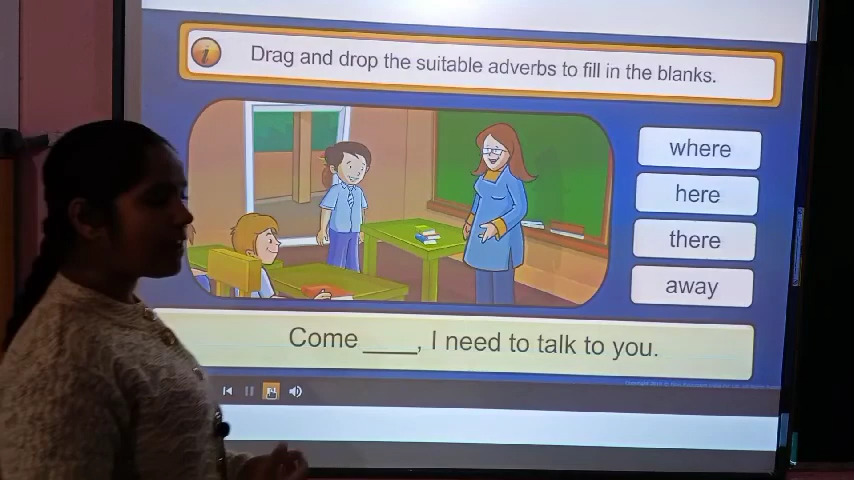 Drag and drop the suitable adverbs to fill in the blanks.
where
here
there
away
Come ____, I need to talk to you.